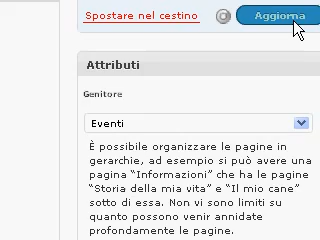 Spostare nel cestino Aggiorna
Attributi
Genitore
Eventi
È possibile organizzare le pagine in
gerarchie, ad esempio si può avere una
pagina “Informazioni” che ha le pagine
“Storia della mia vita” e “Il mio cane”
sotto di essa. Non vi sono limiti su
quanto possono venir annidate
profondamente le pagine.